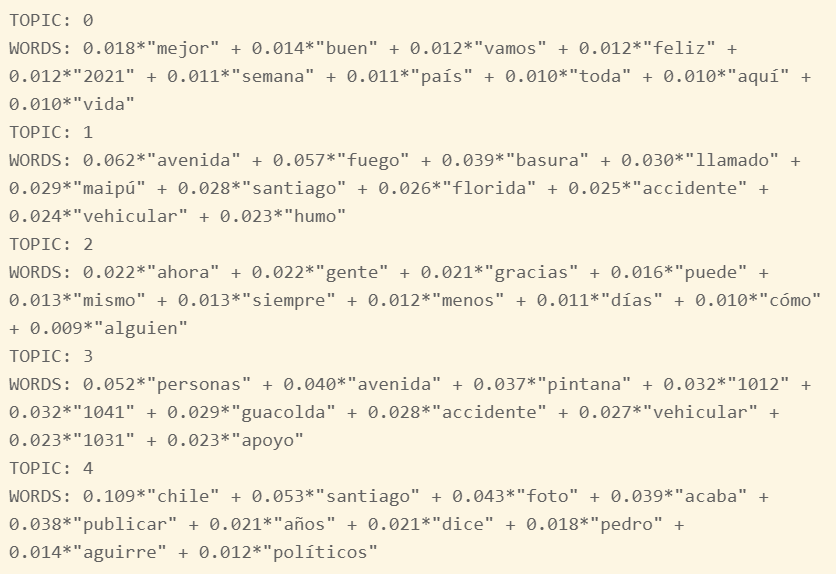 TOPIC: 0
WORDS: 0.018*"mejor" + 0.014*"buen" + 0.012*"vamos" + 0.012*"feliz" +
0.012*"2021" + 0.011*"semana" + 0.011*"país" + 0.010*"toda" + 0.010*"aquí" +
0.010*"vida"
TOPIC: 1
WORDS: 0.062*"avenida" + 0.057*"fuego" + 0.039*"basura" + 0.030*"llamado" +
0.029*"maipú" + 0.028*"santiago" + 0.026*"florida" + 0.025*"accidente" +
0.024*"vehicular" + 0.023*"humo"
TOPIC: 2
WORDS: 0.022*"ahora" + 0.022*"gente" + 0.021*"gracias" + 0.016*"puede" +
0.013*"mismo" + 0.013*"siempre" + 0.012*"menos" + 0.011*"días" + 0.010*"cómo"
+ 0.009*"alguien"
TOPIC: 3
WORDS: 0.052*"personas" + 0.040*"avenida" + 0.037*"pintana" + 0.032*"1012" +
0.032*"1041" + 0.029*"guacolda" + 0.028*"accidente" + 0.027*"vehicular" +
0.023*"1031" + 0.023*"apoyo"
TOPIC: 4
WORDS: 0.109*"chile" + 0.053*"santiago" + 0.043*"foto" + 0.039*"acaba" +
0.038*"publicar" + 0.021*"años" + 0.021*"dice" + 0.018*"pedro" +
0.014*"aguirre" + 0.012*"políticos"